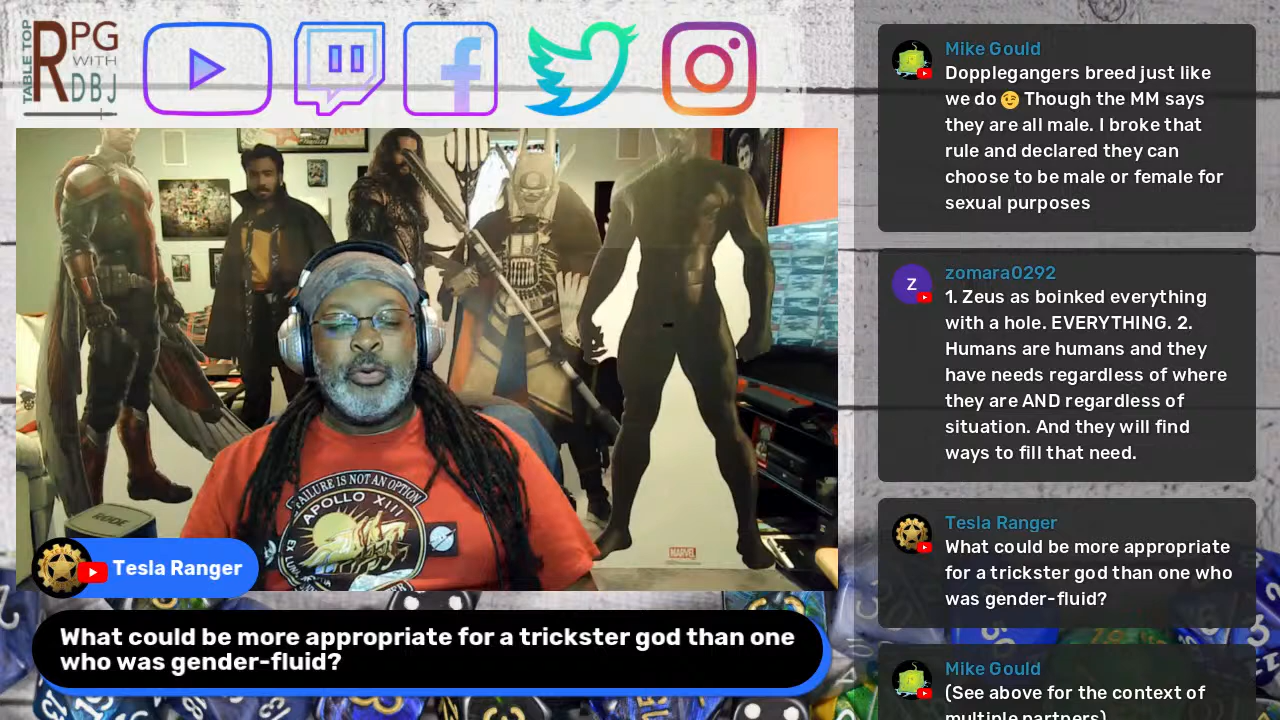 TABLE TOP
RPG
WITH
DBJ
Mike Gould
Dopplegangers breed just like
we do 😉 Though the MM says
they are all male. I broke that
rule and declared they can
choose to be male or female for
sexual purposes
Z
zomara0292
1. Zeus as boinked everything
with a hole. EVERYTHING. 2.
Humans are humans and they
have needs regardless of where
they are AND regardless of
situation. And they will find
ways to fill that need.
Tesla Ranger
What could be more appropriate
for a trickster god than one who
was gender-fluid?
Mike Gould
(See above for the context of
multiple partners)
FAILURE IS NOT AN OPTION
APOLLO XIII
RODE
MARVEL
Tesla Ranger
What could be more appropriate for a trickster god than one
who was gender-fluid?